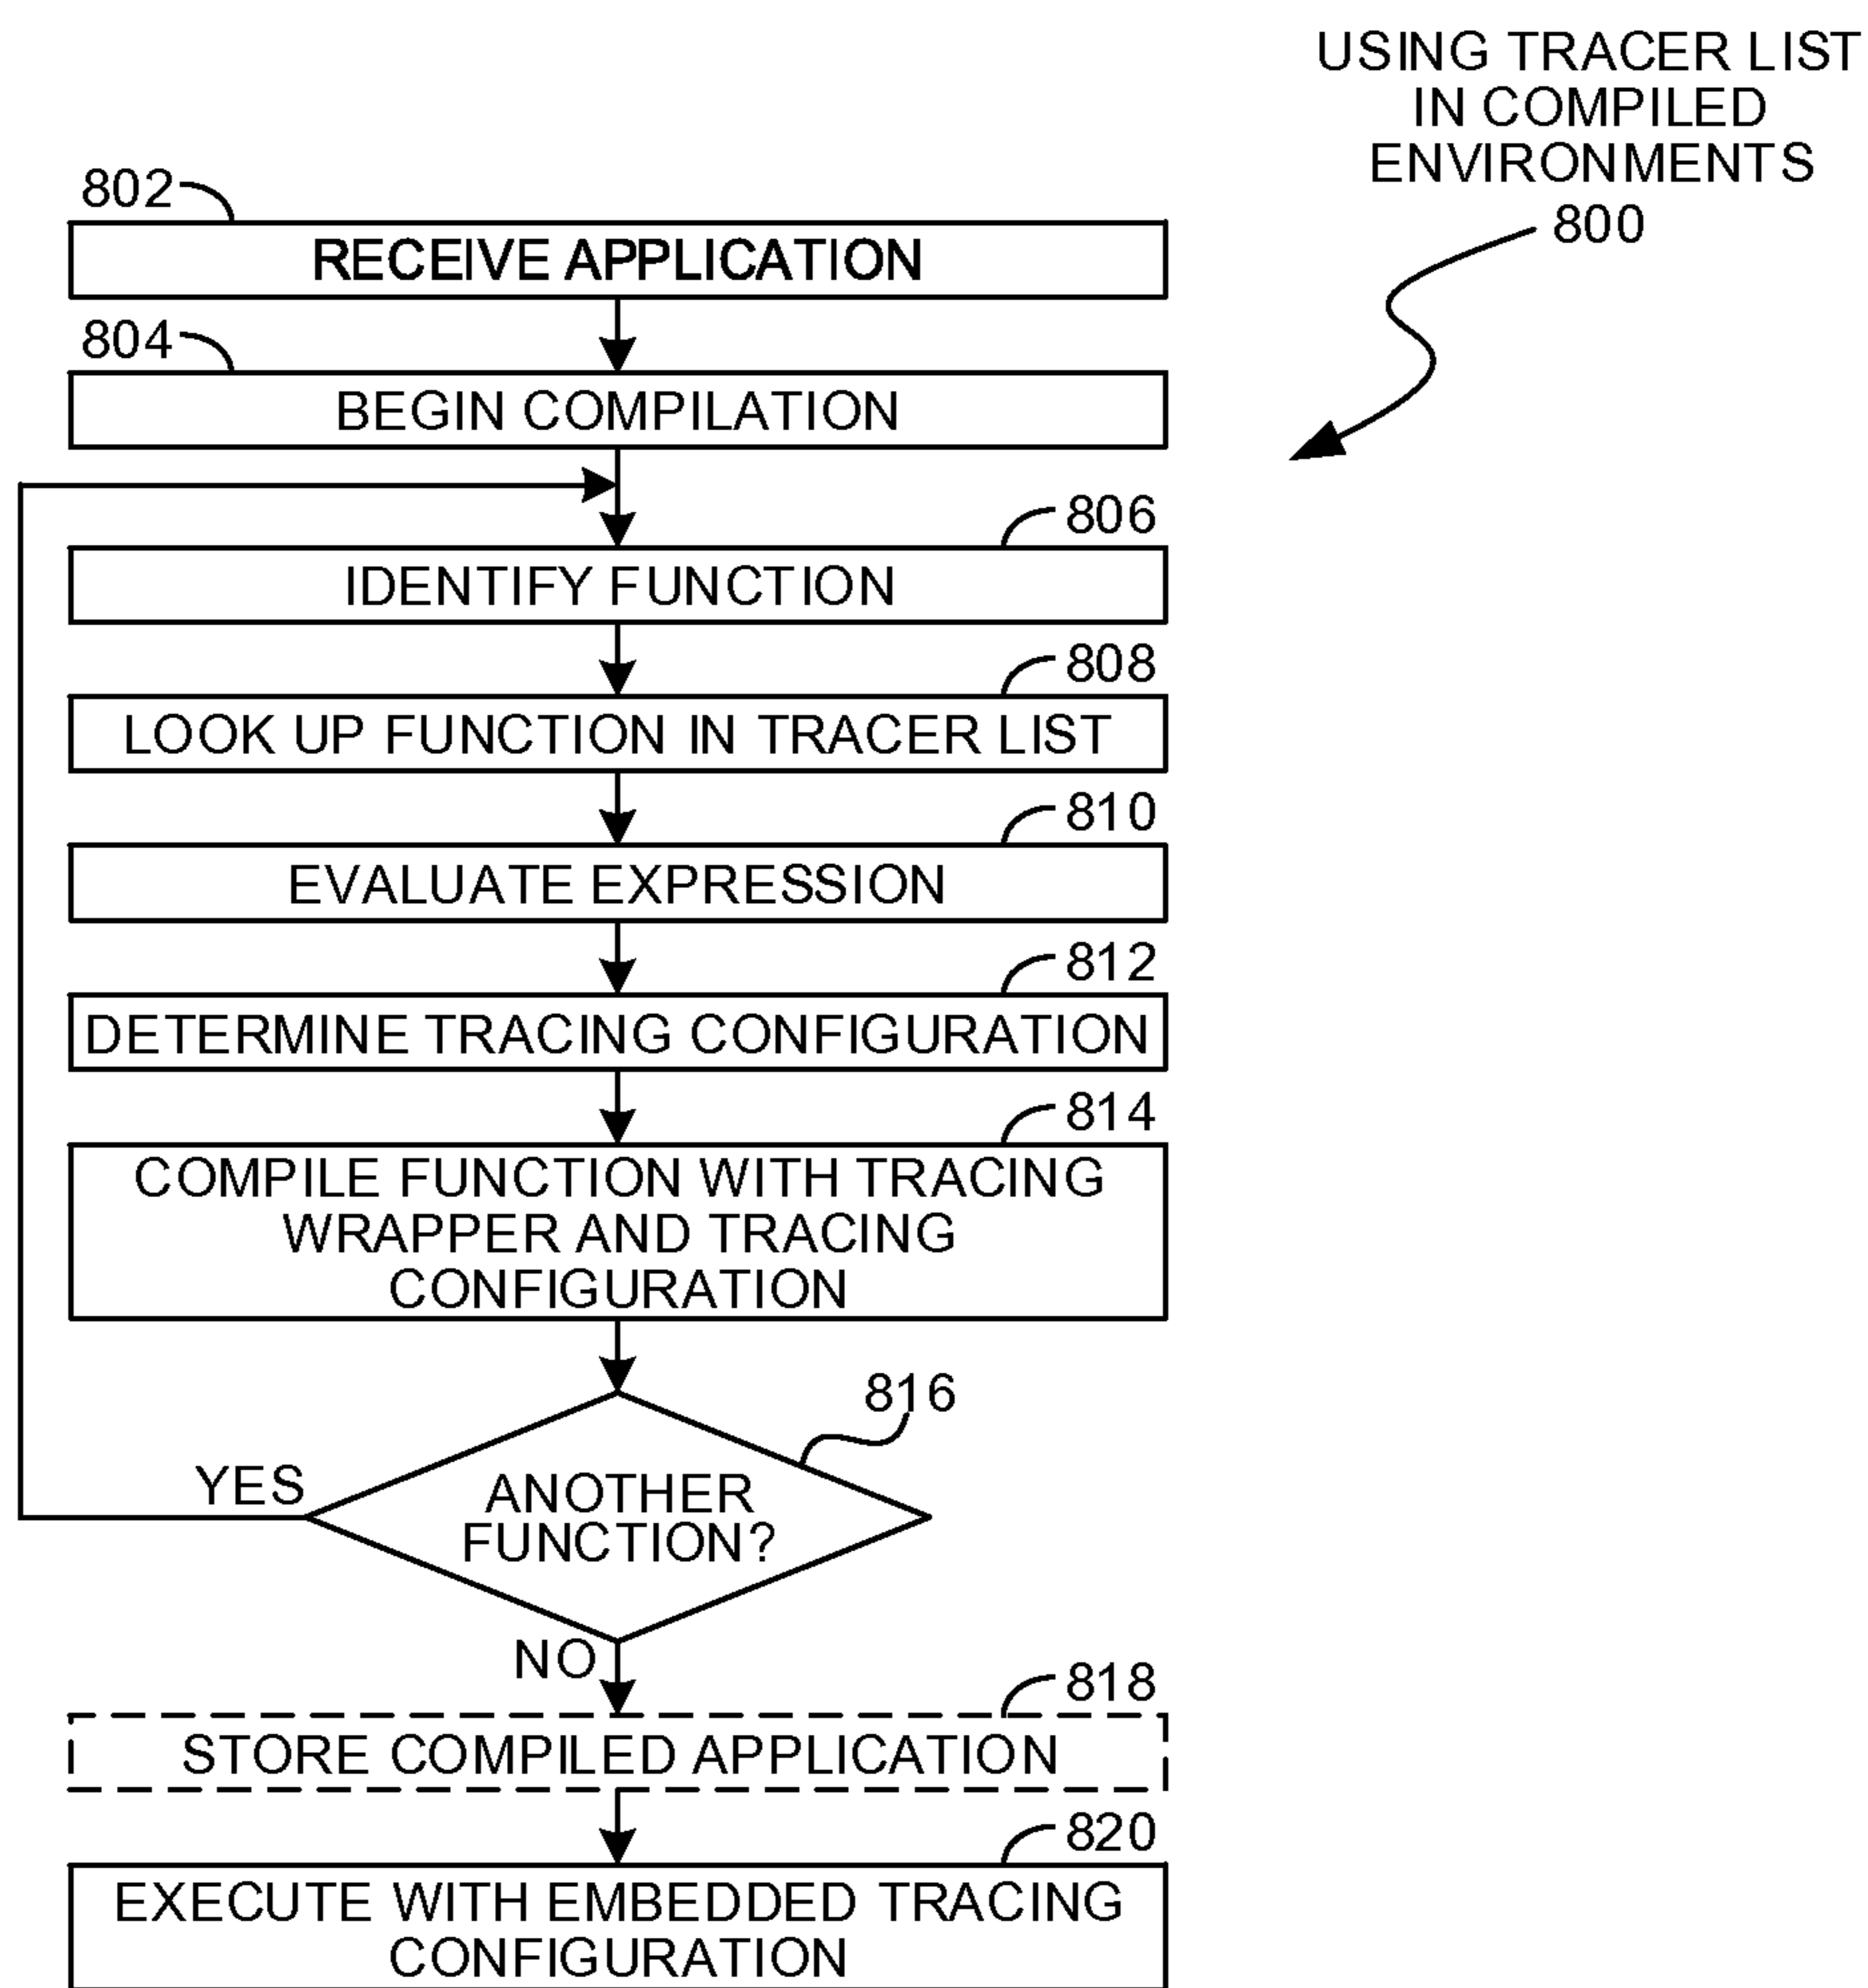 USING TRACER LIST
IN COMPILED
ENVIRONMENTS
800
802
RECEIVE APPLICATION
804
BEGIN COMPILATION
806
IDENTIFY FUNCTION
808
LOOK UP FUNCTION IN TRACER LIST
810
EVALUATE EXPRESSION
812
DETERMINE TRACING CONFIGURATION
814
COMPILE FUNCTION WITH TRACING
WRAPPER AND TRACING
CONFIGURATION
816
YES
ANOTHER
FUNCTION?
NO
818
STORE COMPILED APPLICATION
820
EXECUTE WITH EMBEDDED TRACING
CONFIGURATION